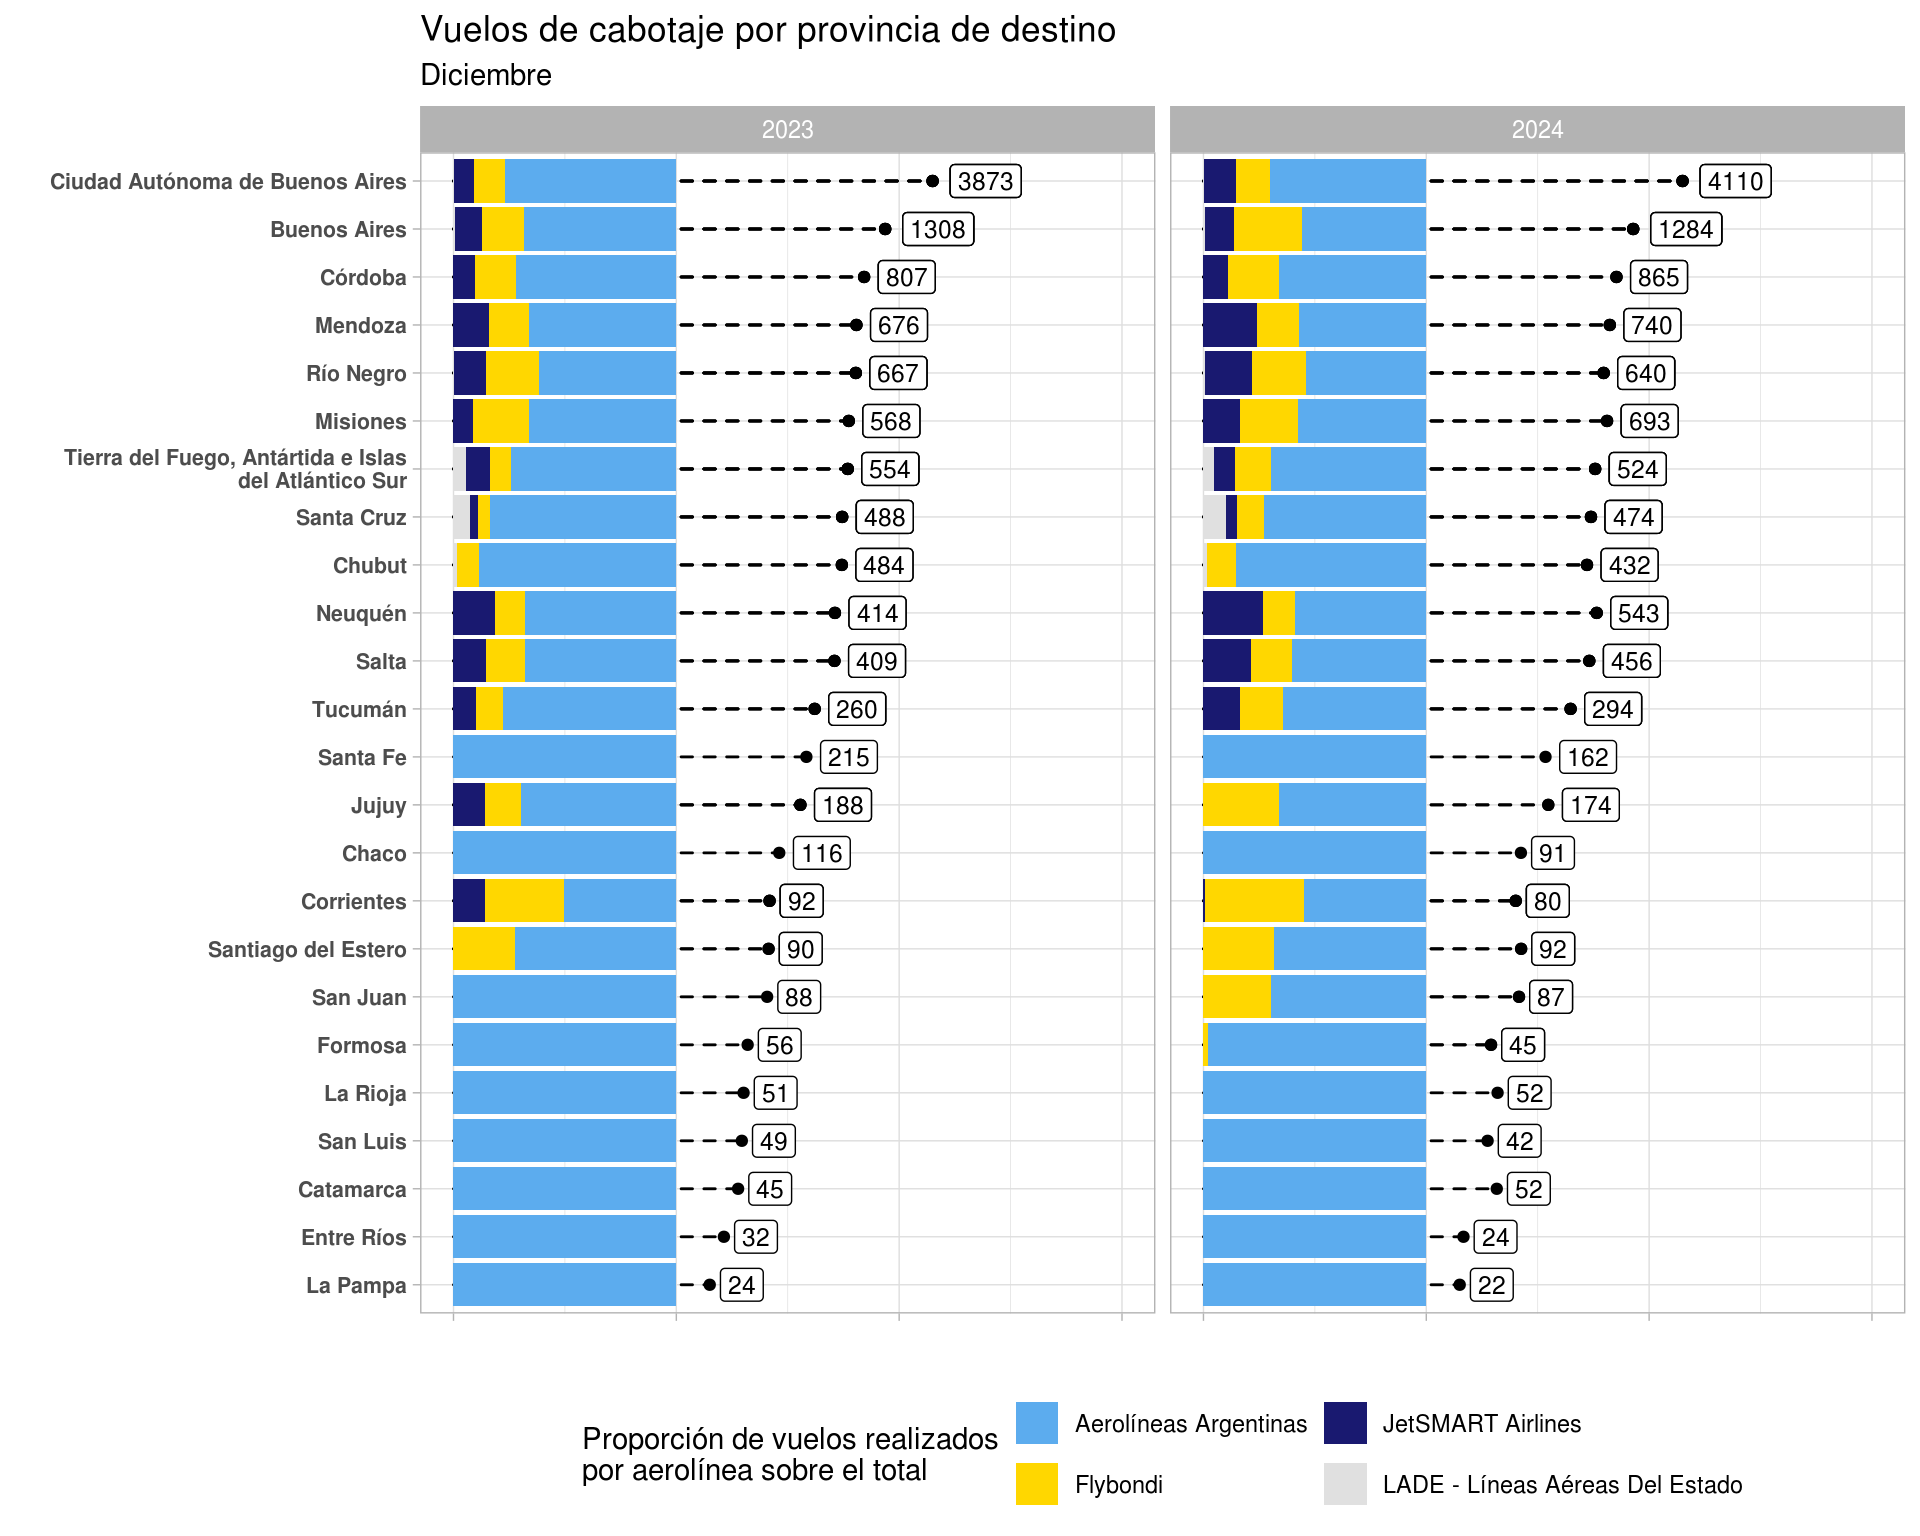 Vuelos de cabotaje por provincia de destino
Diciembre
2023 2024
Ciudad Autónoma de Buenos Aires 3873 4110
Buenos Aires 1308 1284
Córdoba 807 865
Mendoza 676 740
Río Negro 667 640
Misiones 568 693
Tierra del Fuego, Antártida e Islas
del Atlántico Sur 554 524
Santa Cruz 488 474
Chubut 484 432
Neuquén 414 543
Salta 409 456
Tucumán 260 294
Santa Fe 215 162
Jujuy 188 174
Chaco 116 91
Corrientes 92 80
Santiago del Estero 90 92
San Juan 88 87
Formosa 56 45
La Rioja 51 52
San Luis 49 42
Catamarca 45 52
Entre Ríos 32 24
La Pampa 24 22
Proporción de vuelos realizados
por aerolínea sobre el total
Aerolíneas Argentinas JetSMART Airlines
Flybondi LADE - Líneas Aéreas Del Estado